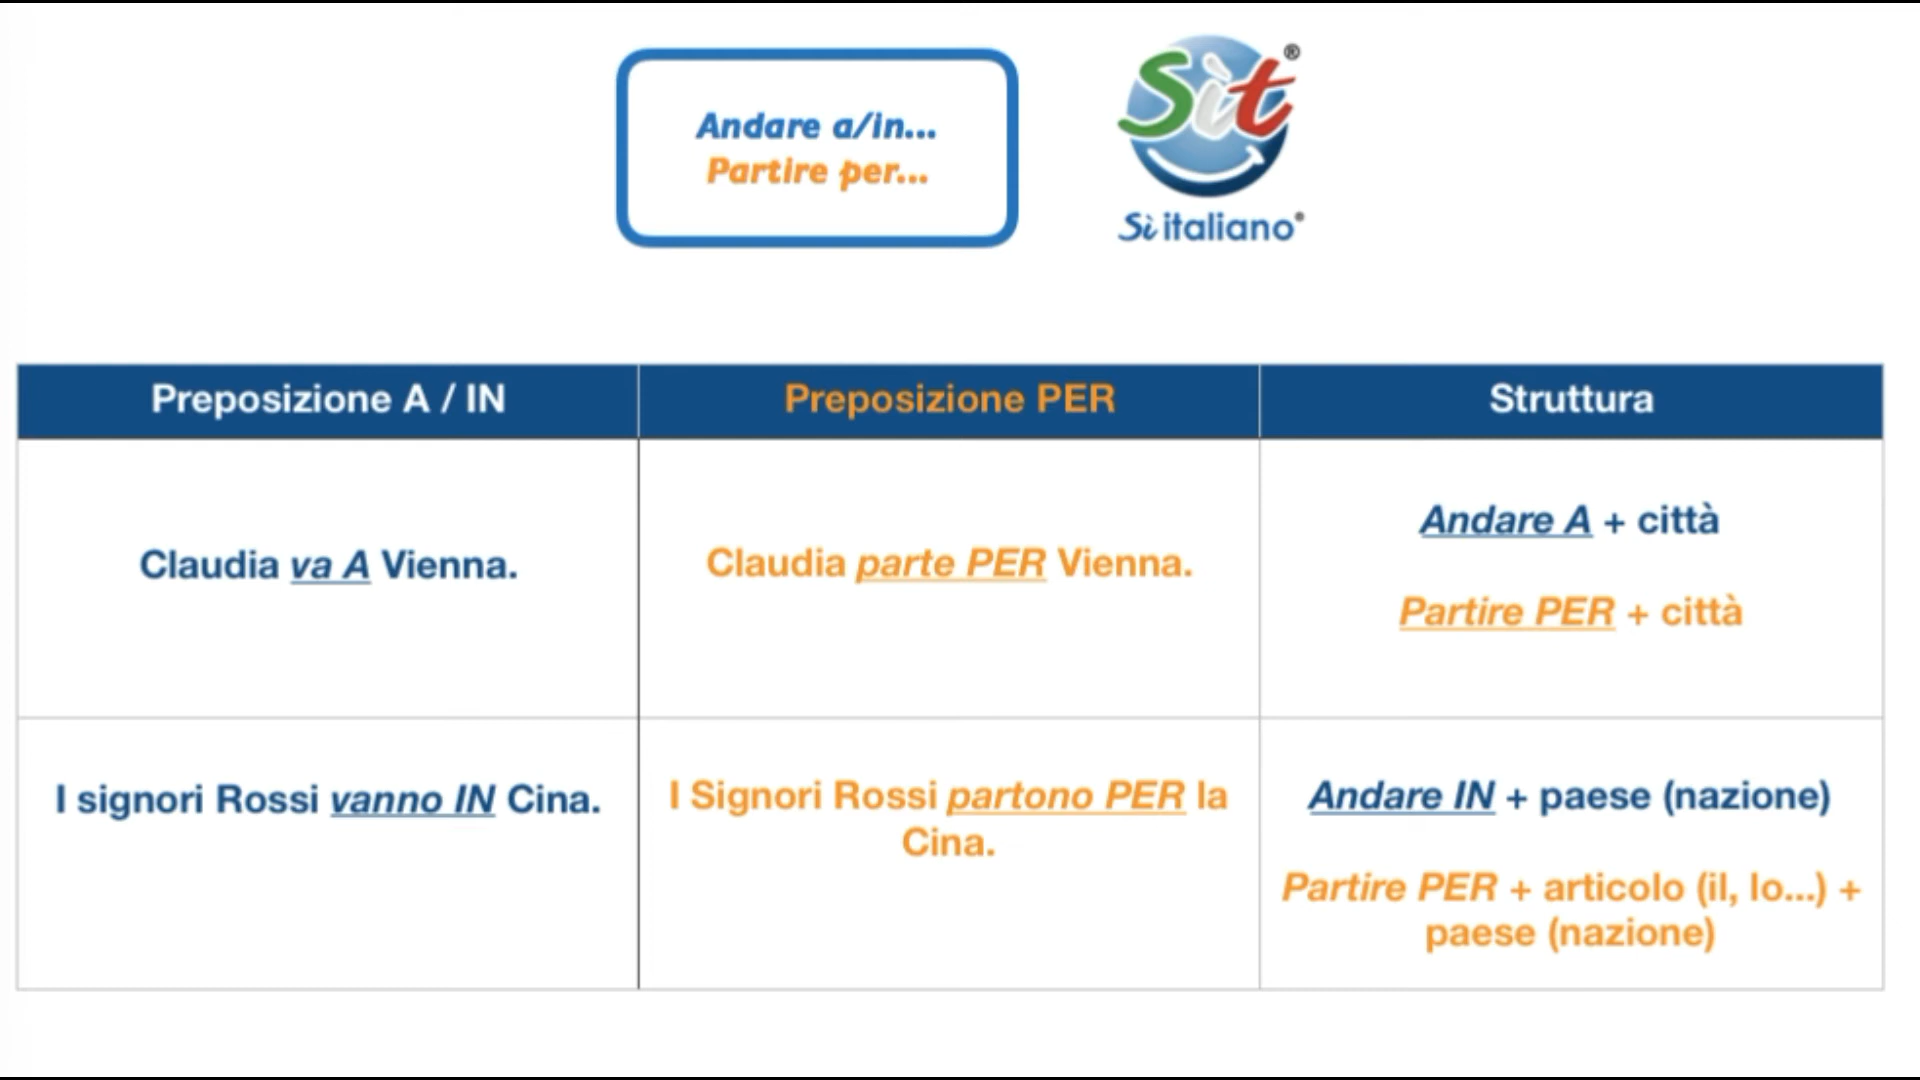 Andare a/in...
Partire per...
Sìt®
Sì italiano®
Preposizione A / IN
Preposizione PER
Struttura
Claudia va A Vienna.
Claudia parte PER Vienna.
Andare A + città
Partire PER + città
I signori Rossi vanno IN Cina.
I Signori Rossi partono PER la
Cina.
Andare IN + paese (nazione)
Partire PER + articolo (il, lo...) +
paese (nazione)